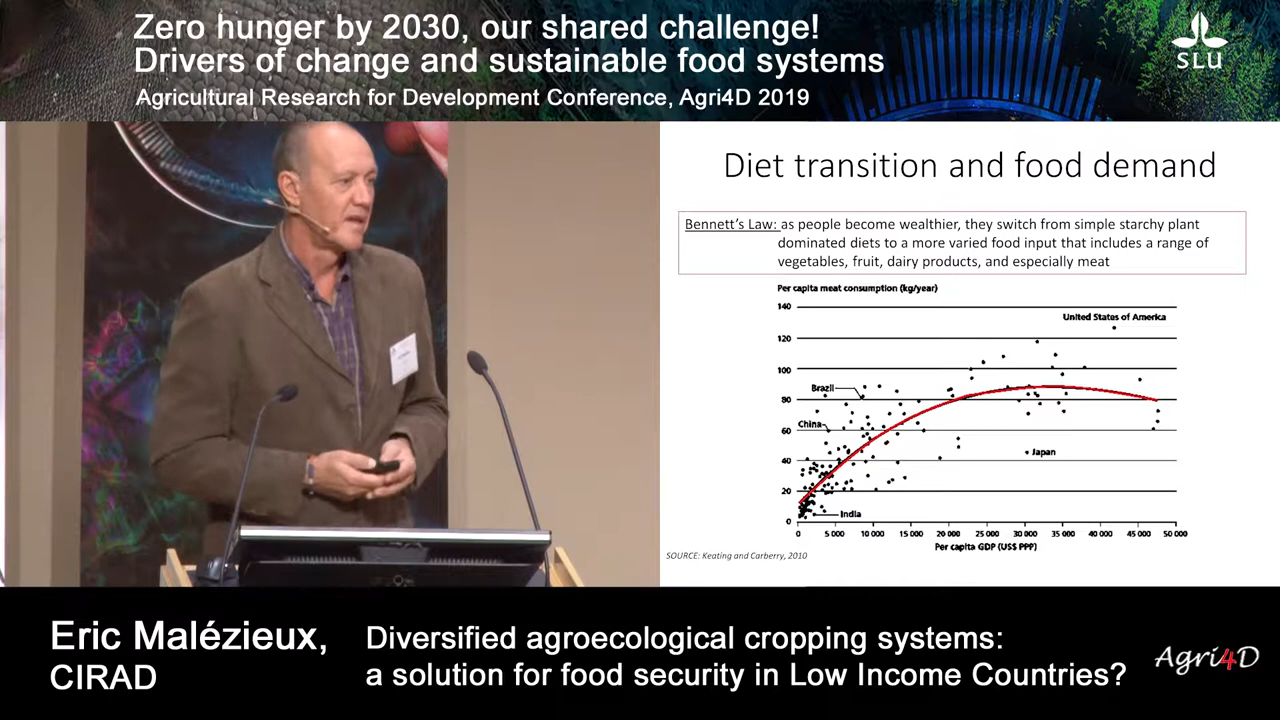 Zero hunger by 2030, our shared challenge!
Drivers of change and sustainable food systems
Agricultural Research for Development Conference, Agri4D 2019
SLU
Diet transition and food demand
Bennett's Law: as people become wealthier, they switch from simple starchy plant
dominated diets to a more varied food input that includes a range of
vegetables, fruit, dairy products, and especially meat
Per capita meat consumption (kg/year)
140
United States of America
120
100
Brazil
80
China
60
40
Japan
20
India
0
0 5 000 10 000 15 000 20 000 25 000 30 000 35 000 40 000 45 000 50 000
Per capita GDP (US$ PPP)
SOURCE: Keating and Carberry, 2010
Eric Malézieux,
CIRAD
Diversified agroecological cropping systems:
a solution for food security in Low Income Countries?
Agri4D